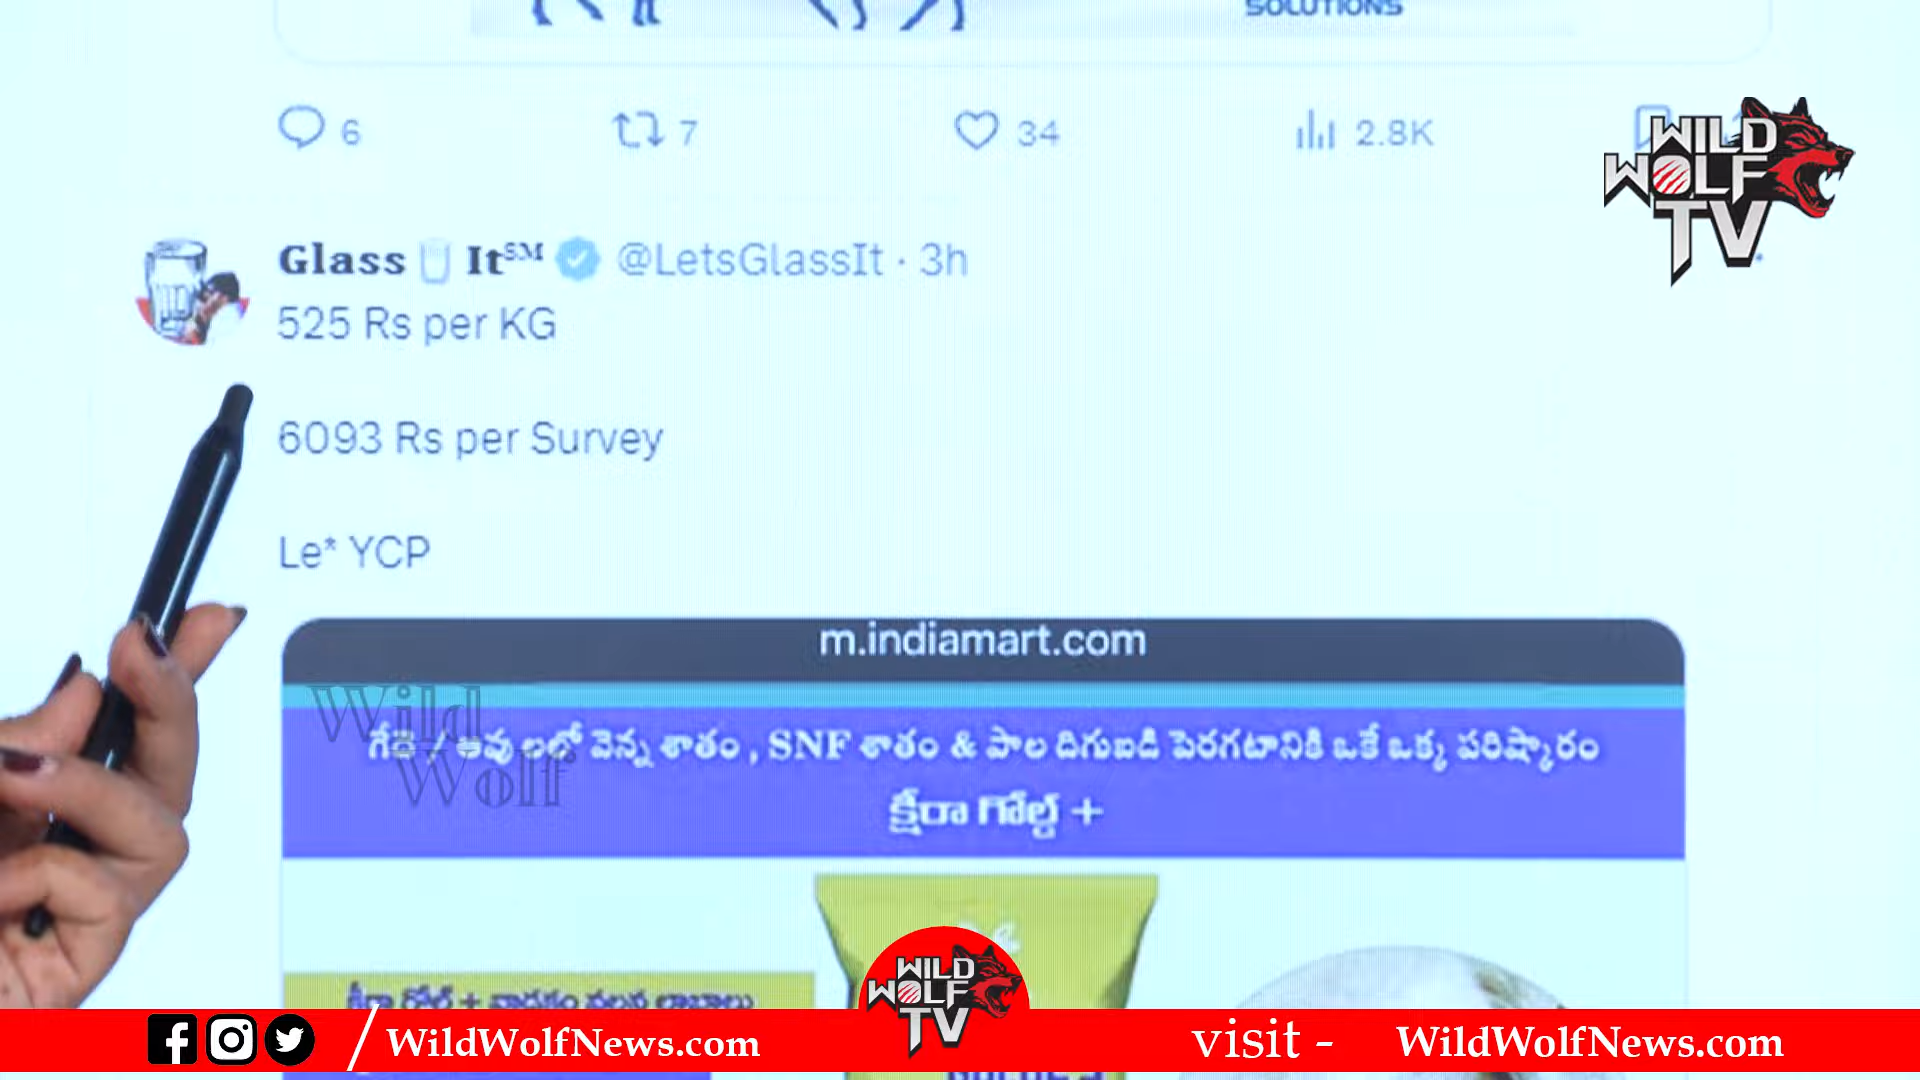 SOLUTIONS
6 7 34 2.8K
WILD
WOLF
TV
Glass It℠ @LetsGlassIt · 3h
525 Rs per KG
6093 Rs per Survey
Le* YCP
m.indiamart.com
గేదె / ఆవులలో వెన్న శాతం , SNF శాతం & పాల దిగుబడి పెరగటానికి ఒకే ఒక్క పరిష్కారం
క్షీరా గోల్డ్ +
Wild
Wolf
క్షీరా గోల్డ్ + వాడకం వలన లాభాలు
WILD
WOLF
TV
WildWolfNews.com
visit - WildWolfNews.com